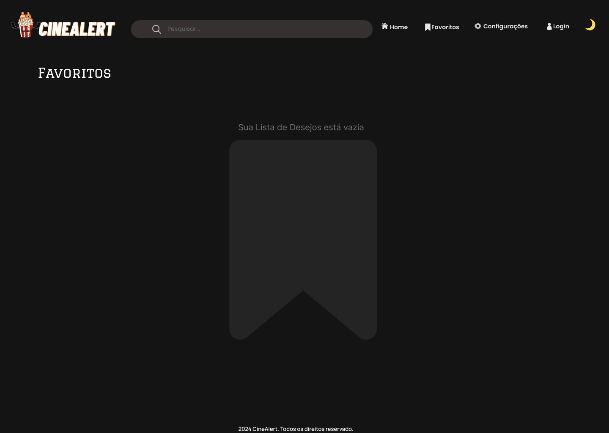 CINEALERT
Pesquisar...
Home
Favoritos
Configurações
Login
Favoritos
Sua Lista de Desejos está vazia
2024 CineAlert. Todos os direitos reservado.